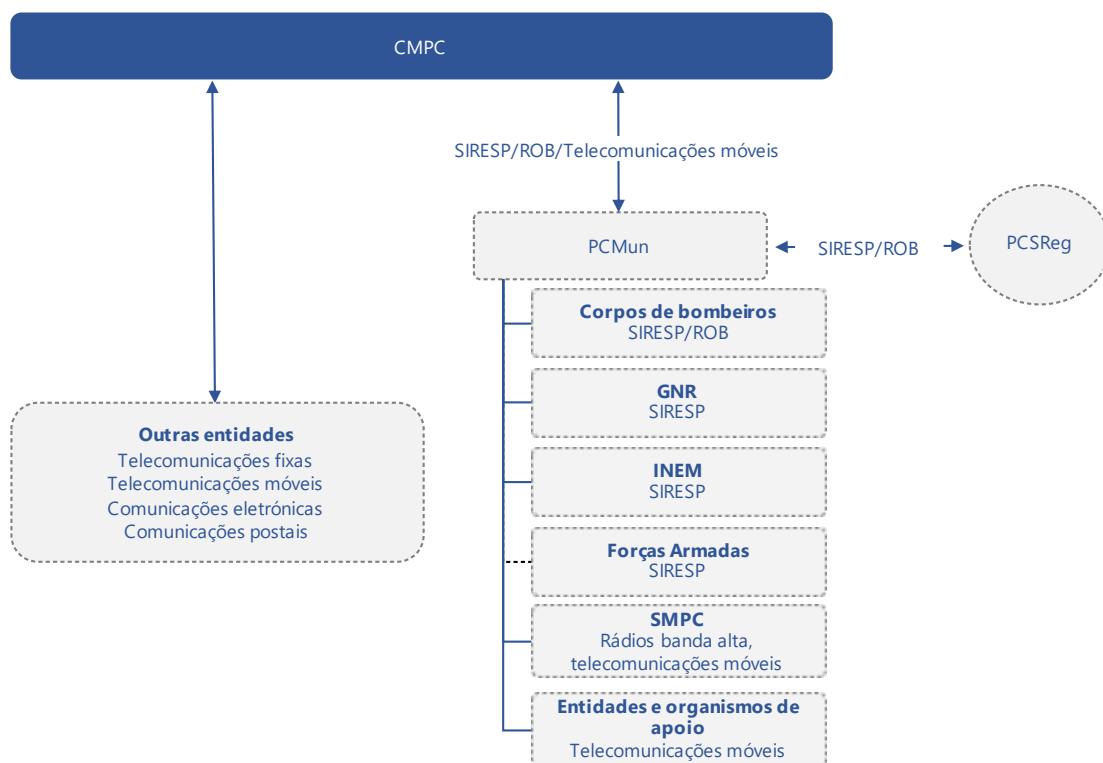 CMPC
SIRESP/ROB/Telecomunicações móveis
PCMun
SIRESP/ROB
PCSReg
Corpos de bombeiros
SIRESP/ROB
GNR
SIRESP
Outras entidades
Telecomunicações fixas
Telecomunicações móveis
Comunicações eletrónicas
Comunicações postais
INEM
SIRESP
Forças Armadas
SIRESP
SMPC
Rádios banda alta,
telecomunicações móveis
Entidades e organismos de
apoio
Telecomunicações móveis